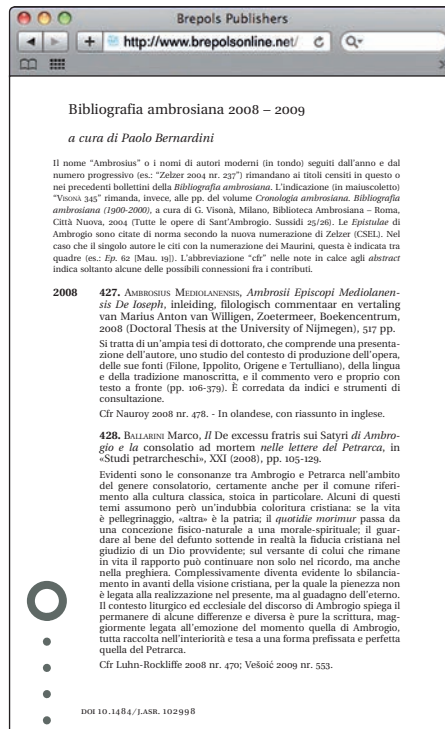 Brepols Publishers
http://www.brepolsonline.net/
Bibliografia ambrosiana 2008 – 2009
a cura di Paolo Bernardini
Il nome “Ambrosius” o i nomi di autori moderni (in tondo) seguiti dall’anno e dal
numero progressivo (es.: “Zelzer 2004 nr. 237”) rimandano ai titoli censiti in questo o
nei precedenti bollettini della Bibliografia ambrosiana. L’indicazione (in maiuscoletto)
“Visonà 345” rimanda, invece, alle pp. del volume Cronologia ambrosiana. Bibliografia
ambrosiana (1900-2000), a cura di G. Visonà, Milano, Biblioteca Ambrosiana – Roma,
Città Nuova, 2004 (Tutte le opere di Sant’Ambrogio. Sussidi 25/26). Le Epistulae di
Ambrogio sono citate di norma secondo la nuova numerazione di Zelzer (CSEL). Nel
caso che il singolo autore le citi con la numerazione dei Maurini, questa è indicata tra
quadre (es.: Ep. 62 [Mau. 19]). L’abbreviazione “cfr” nelle note in calce agli abstract
indica soltanto alcune delle possibili connessioni fra i contributi.
2008 427. Ambrosius Mediolanensis, Ambrosii Episcopi Mediolanen-
sis De Ioseph, inleiding, filologisch commentaar en vertaling
van Marius Anton van Willigen, Zoetermeer, Boekencentrum,
2008 (Doctoral Thesis at the University of Nijmegen), 517 pp.
Si tratta di un’ampia tesi di dottorato, che comprende una presenta-
zione dell’autore, uno studio del contesto di produzione dell’opera,
delle sue fonti (Filone, Ippolito, Origene e Tertulliano), della lingua
e della tradizione manoscritta, e il commento vero e proprio con
testo a fronte (pp. 106-379). È corredata da indici e strumenti di
consultazione.
Cfr Nauroy 2008 nr. 478. - In olandese, con riassunto in inglese.
428. Ballarini Marco, Il De excessu fratris sui Satyri di Ambro-
gio e la consolatio ad mortem nelle lettere del Petrarca, in
«Studi petrarcheschi», XXI (2008), pp. 105-129.
Evidenti sono le consonanze tra Ambrogio e Petrarca nell’ambito
del genere consolatorio, certamente anche per il comune riferi-
mento alla cultura classica, stoica in particolare. Alcuni di questi
temi assumono però un’indubbia coloritura cristiana: se la vita
è pellegrinaggio, «altra» è la patria; il quotidie morimur passa da
una concezione fisico-naturale a una morale-spirituale; il guar-
dare al bene del defunto sottende in realtà la fiducia cristiana nel
giudizio di un Dio provvidente; sul versante di colui che rimane
in vita il rapporto può continuare non solo nel ricordo, ma anche
nella preghiera. Complessivamente diventa evidente lo sbilancia-
mento in avanti della visione cristiana, per la quale la pienezza non
è legata alla realizzazione nel presente, ma al guadagno dell’eterno.
Il contesto liturgico ed ecclesiale del discorso di Ambrogio spiega il
permanere di alcune differenze e diversa è pure la scrittura, mag-
giormente legata all’emozione del momento quella di Ambrogio,
tutta raccolta nell’interiorità e tesa a una forma prefissata e perfetta
quella del Petrarca.
Cfr Luhn-Rockliffe 2008 nr. 470; Vešoić 2009 nr. 553.
DOI 10.1484/J.ASR. 102998